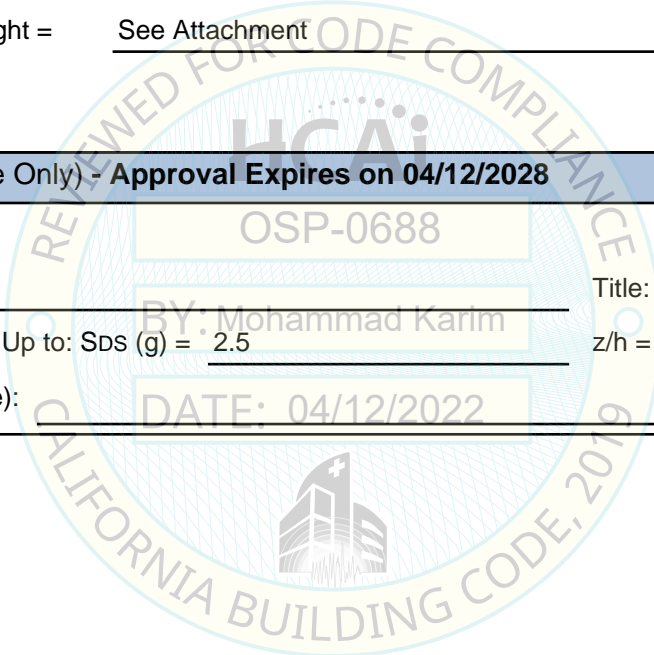 ght = See Attachment
REVIEWED FOR CODE COMPLIANCE
HCAi
e Only) - Approval Expires on 04/12/2028
OSP-0688
Title:
BY: Mohammad Karim
Up to: SDS (g) = 2.5 z/h =
e):
DATE: 04/12/2022
CALIFORNIA BUILDING CODE, 2019